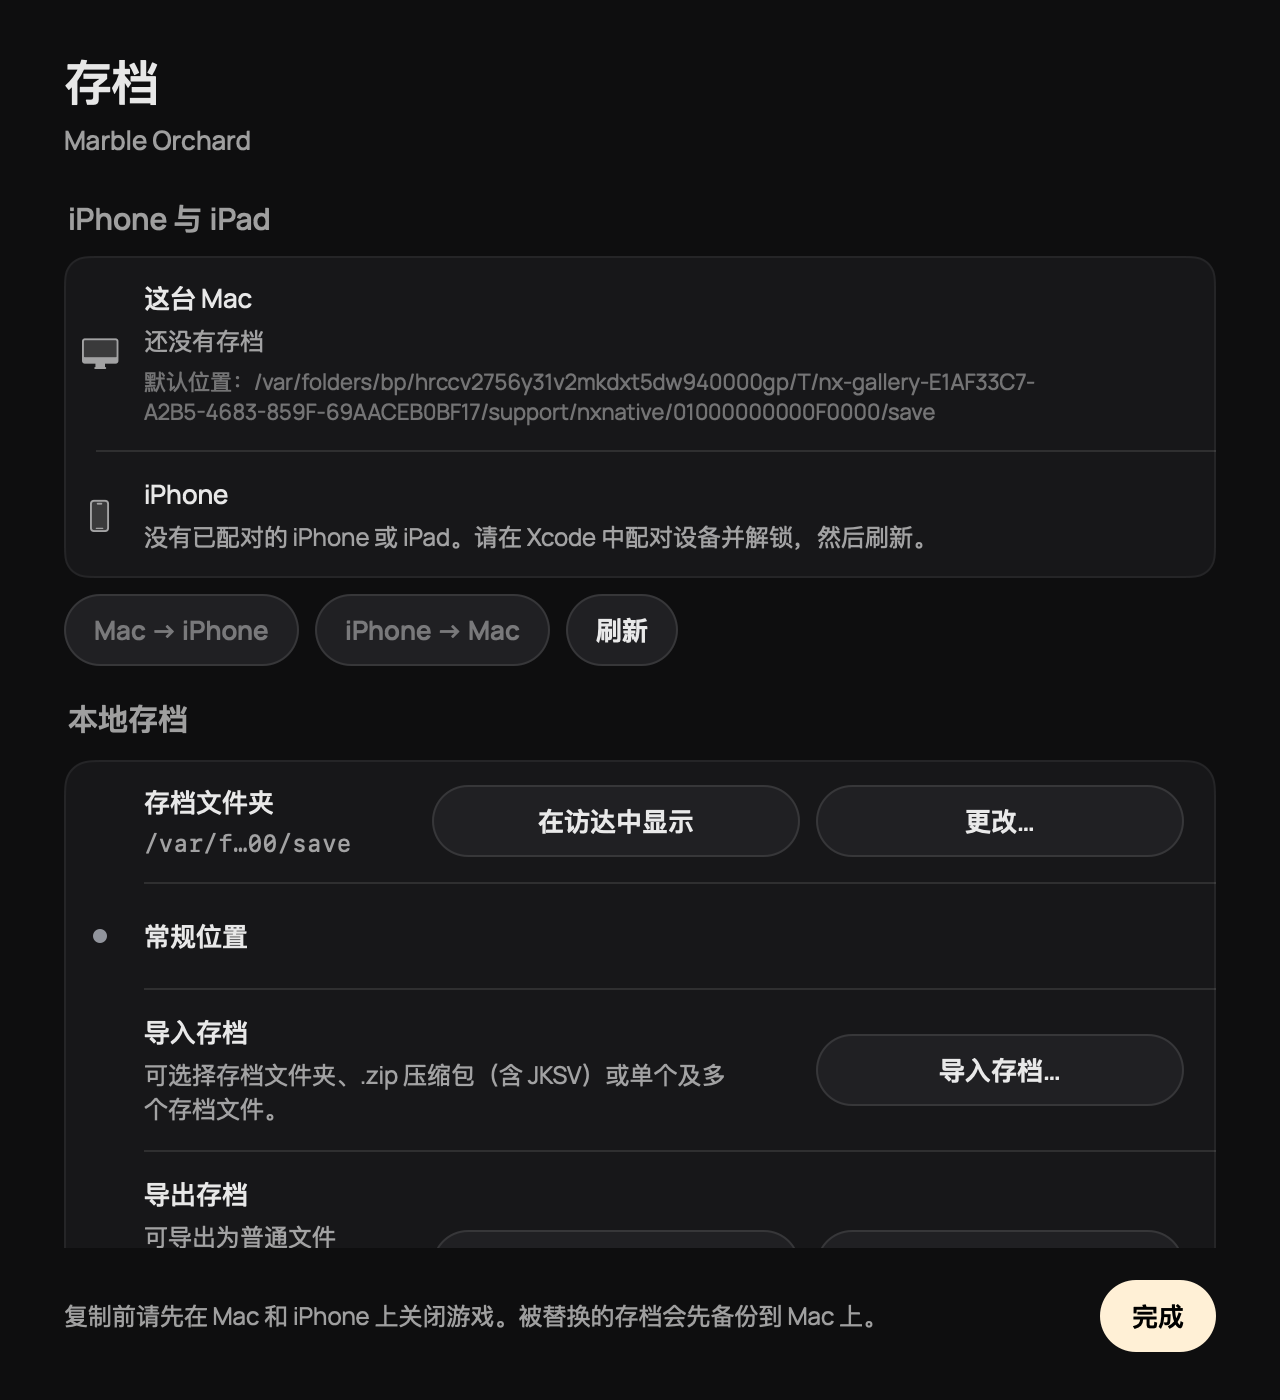 存档
Marble Orchard
iPhone 与 iPad
这台 Mac
还没有存档
默认位置：/var/folders/bp/hrccv2756y31v2mkdxt5dw940000gp/T/nx-gallery-E1AF33C7-
A2B5-4683-859F-69AACEB0BF17/support/nxnative/01000000000F0000/save
iPhone
没有已配对的 iPhone 或 iPad。请在 Xcode 中配对设备并解锁，然后刷新。
Mac → iPhone
iPhone → Mac
刷新
本地存档
存档文件夹
/var/f…00/save
在访达中显示
更改…
常规位置
导入存档
可选择存档文件夹、.zip 压缩包（含 JKSV）或单个及多
个存档文件。
导入存档…
导出存档
可导出为普通文件
复制前请先在 Mac 和 iPhone 上关闭游戏。被替换的存档会先备份到 Mac 上。
完成